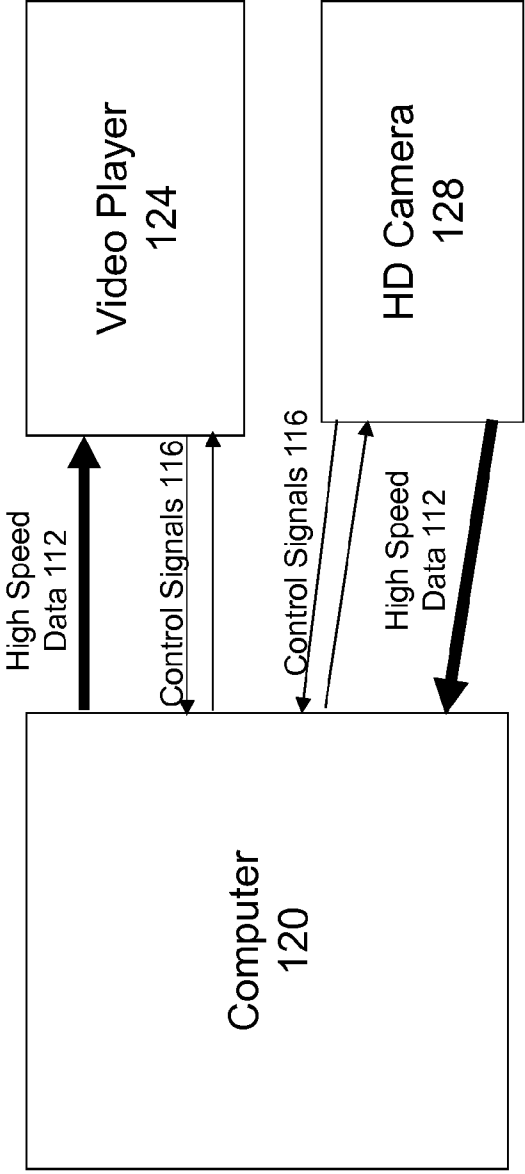 High Speed
Data 112
Video Player
124
Control Signals 116
Computer
120
Control Signals 116
HD Camera
128
High Speed
Data 112